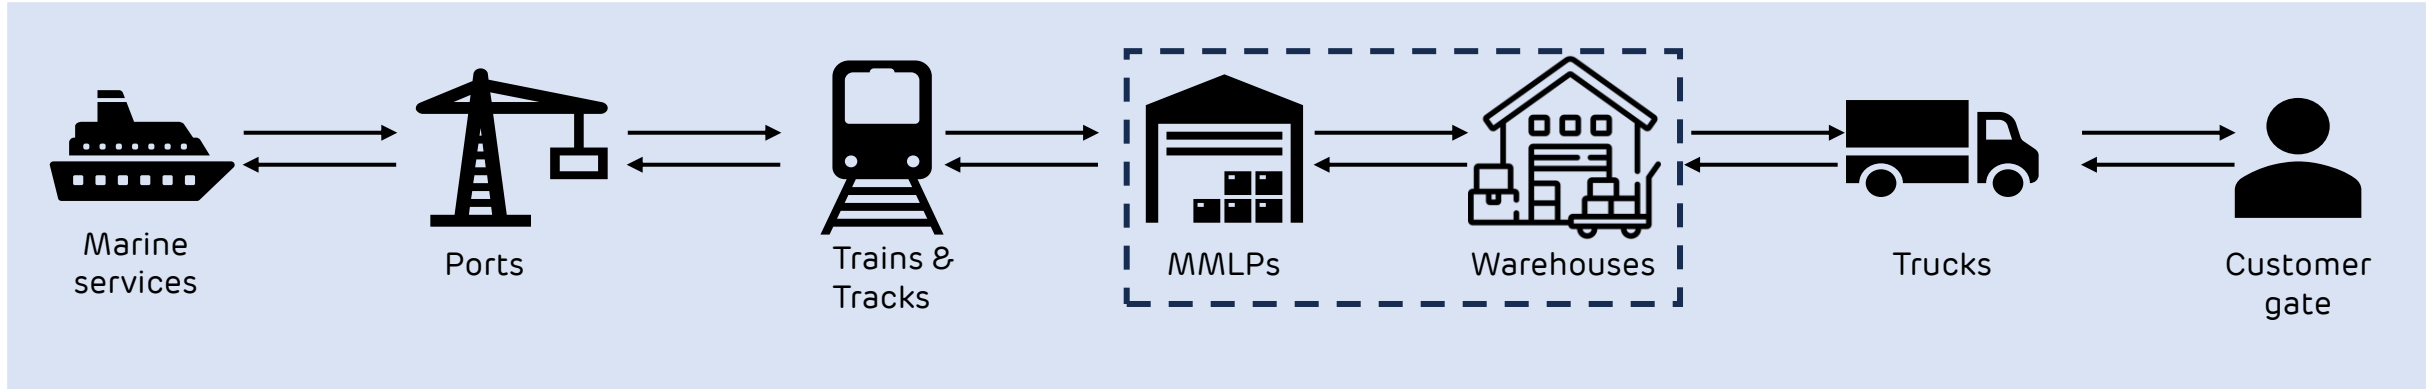 Marine
services
Ports
Trains &
Tracks
MMLPs
Warehouses
Trucks
Customer
gate